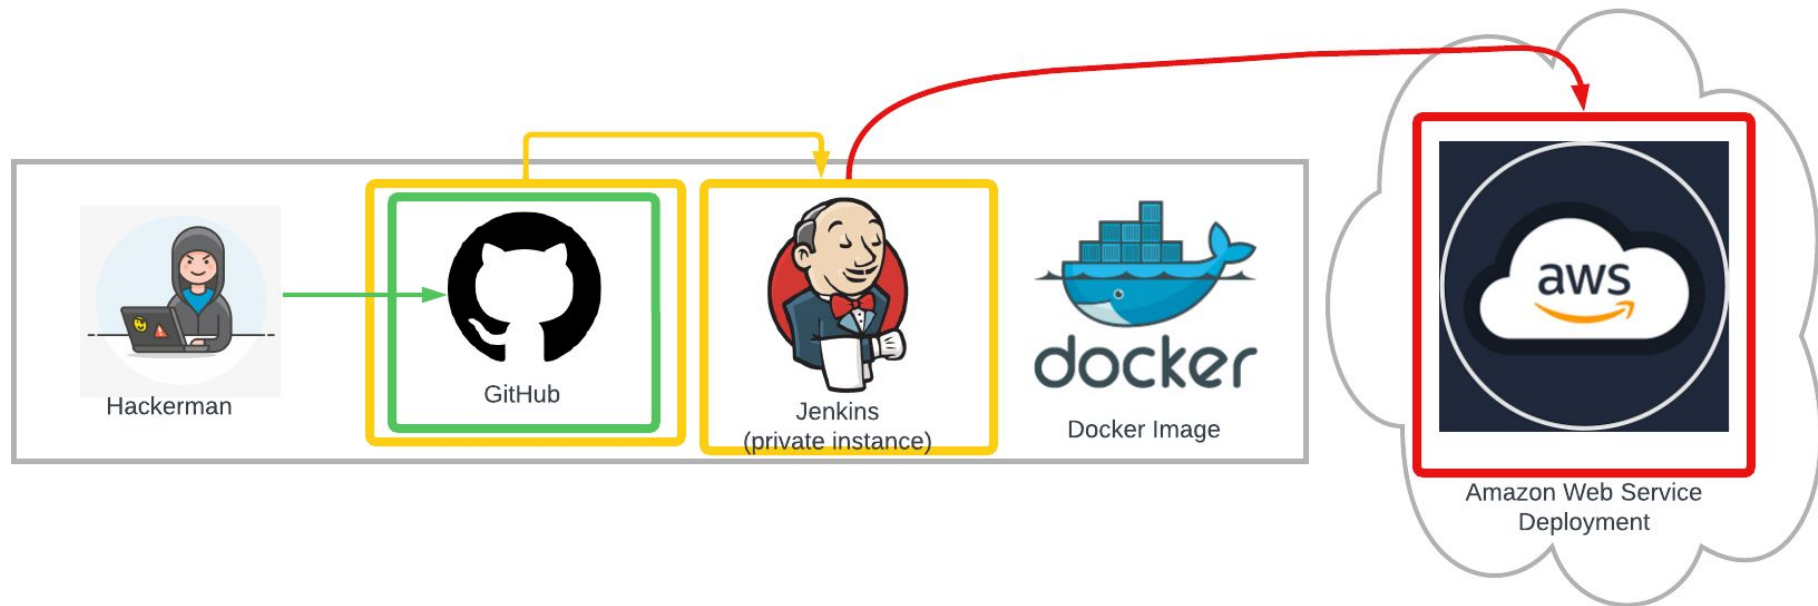 Hackerman
GitHub
Jenkins
(private instance)
docker
Docker Image
aws
Amazon Web Service
Deployment